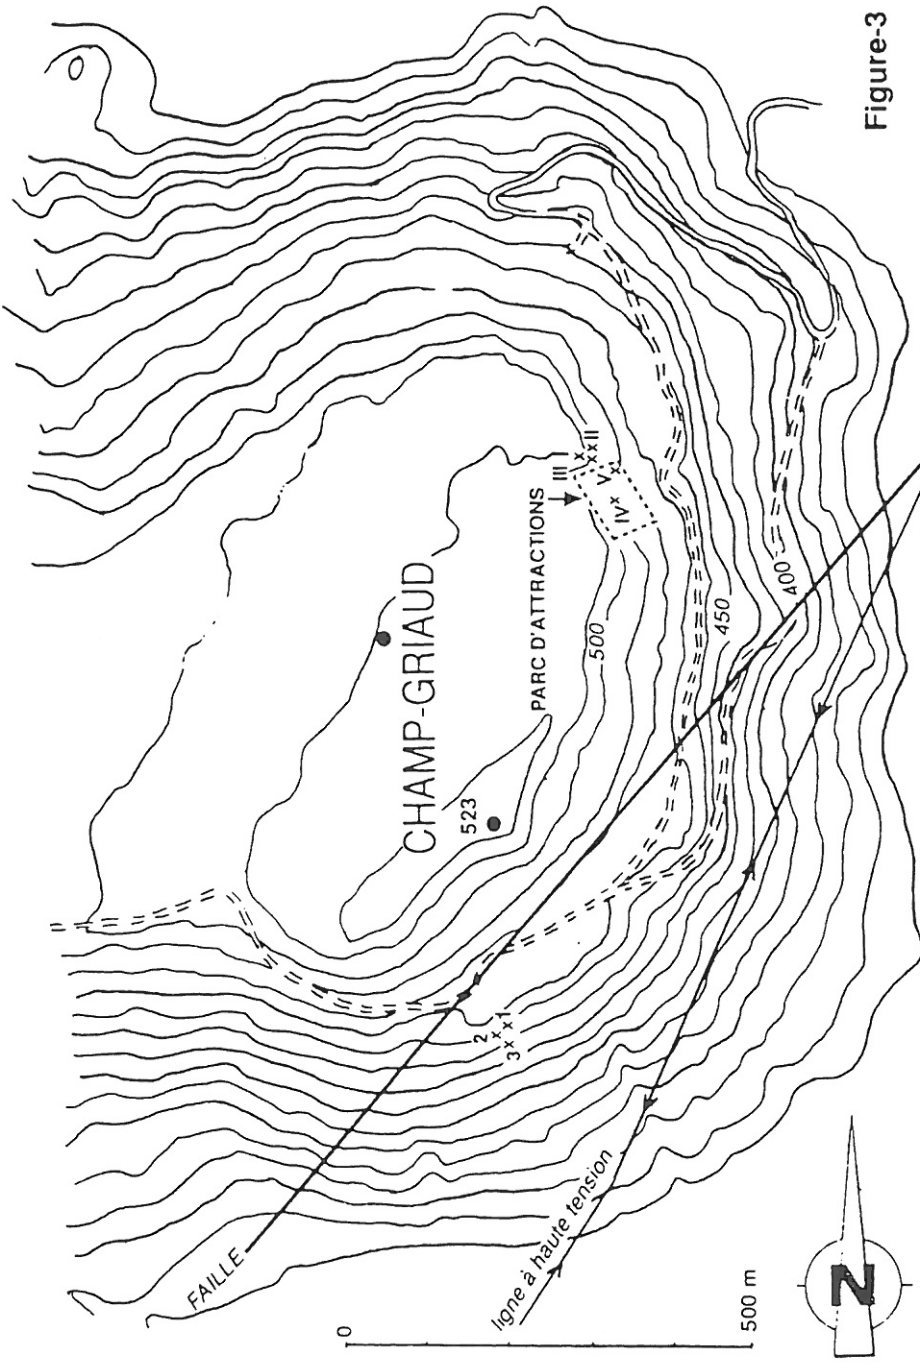 Figure-3
CHAMP-GRIAUD
523
PARC D'ATTRACTIONS
III
II
IV
V
500
450
400
2
3
1
FAILLE
ligne à haute tension
0
500 m
N